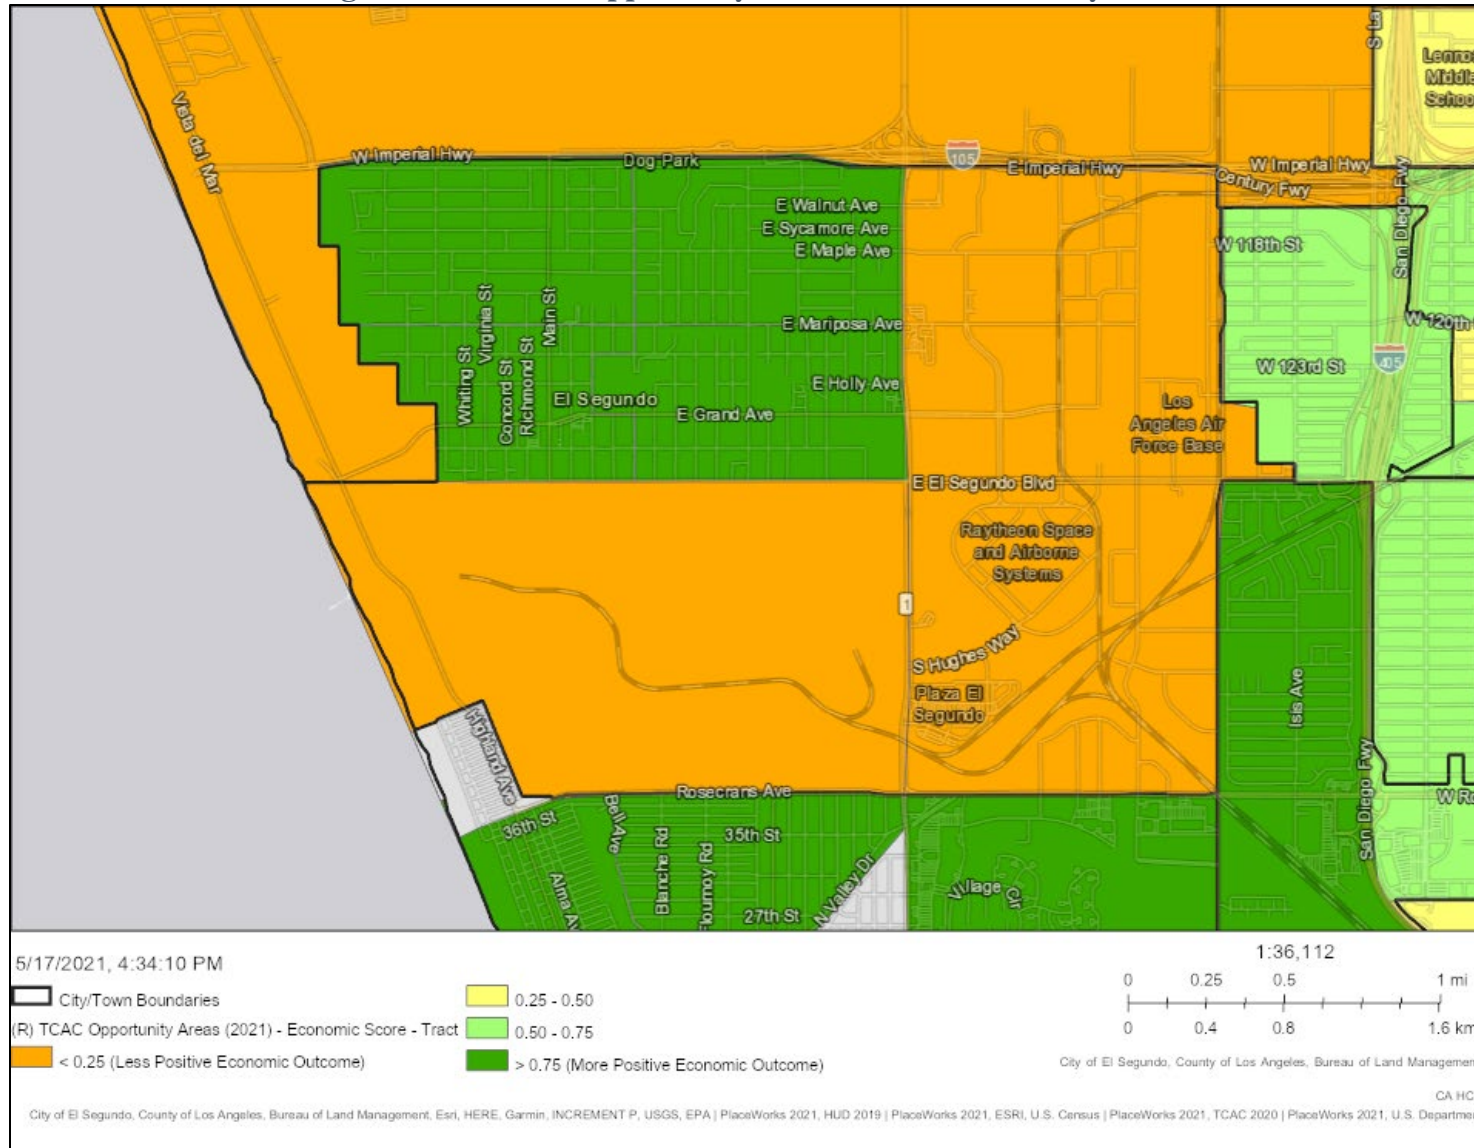 S La
Lenno
Middle
Schoo
Vista del Mar
W Imperial Hwy
Dog Park
105
E Imperial Hwy
W Imperial Hwy
Century Fwy
San Diego Fwy
E Walnut Ave
E Sycamore Ave
E Maple Ave
W 118th St
E Mariposa Ave
W 120th
W 123rd St
405
Whiting St
Virginia St
Concord St
Richmond St
Main St
El Segundo
E Holly Ave
E Grand Ave
Los
Angeles Air
Force Base
E El Segundo Blvd
Raytheon Space
and Airborne
Systems
1
S Hughes Way
Plaza El
Segundo
Isis Ave
Highland Ave
Rosecrans Ave
San Diego Fwy
36th St
Bell Ave
Blanche Rd
Flournoy Rd
35th St
Alma Av
27th St
N Valley Dr
Village Cir
5/17/2021, 4:34:10 PM
City/Town Boundaries
(R) TCAC Opportunity Areas (2021) - Economic Score - Tract
< 0.25 (Less Positive Economic Outcome)
0.25 - 0.50
0.50 - 0.75
> 0.75 (More Positive Economic Outcome)
1:36,112
0 0.25 0.5 1 mi
0 0.4 0.8 1.6 km
City of El Segundo, County of Los Angeles, Bureau of Land Managemen
CA HC
City of El Segundo, County of Los Angeles, Bureau of Land Management, Esri, HERE, Garmin, INCREMENT P, USGS, EPA | PlaceWorks 2021, HUD 2019 | PlaceWorks 2021, ESRI, U.S. Census | PlaceWorks 2021, TCAC 2020 | PlaceWorks 2021, U.S. Departme